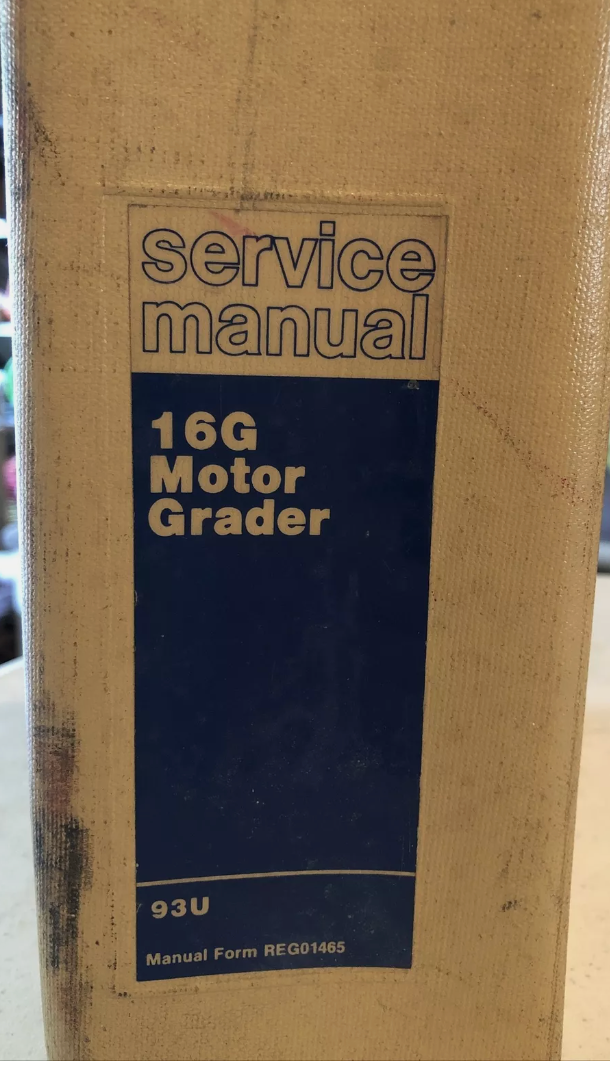 service
manual
16G
Motor
Grader
93U
Manual Form REG01465